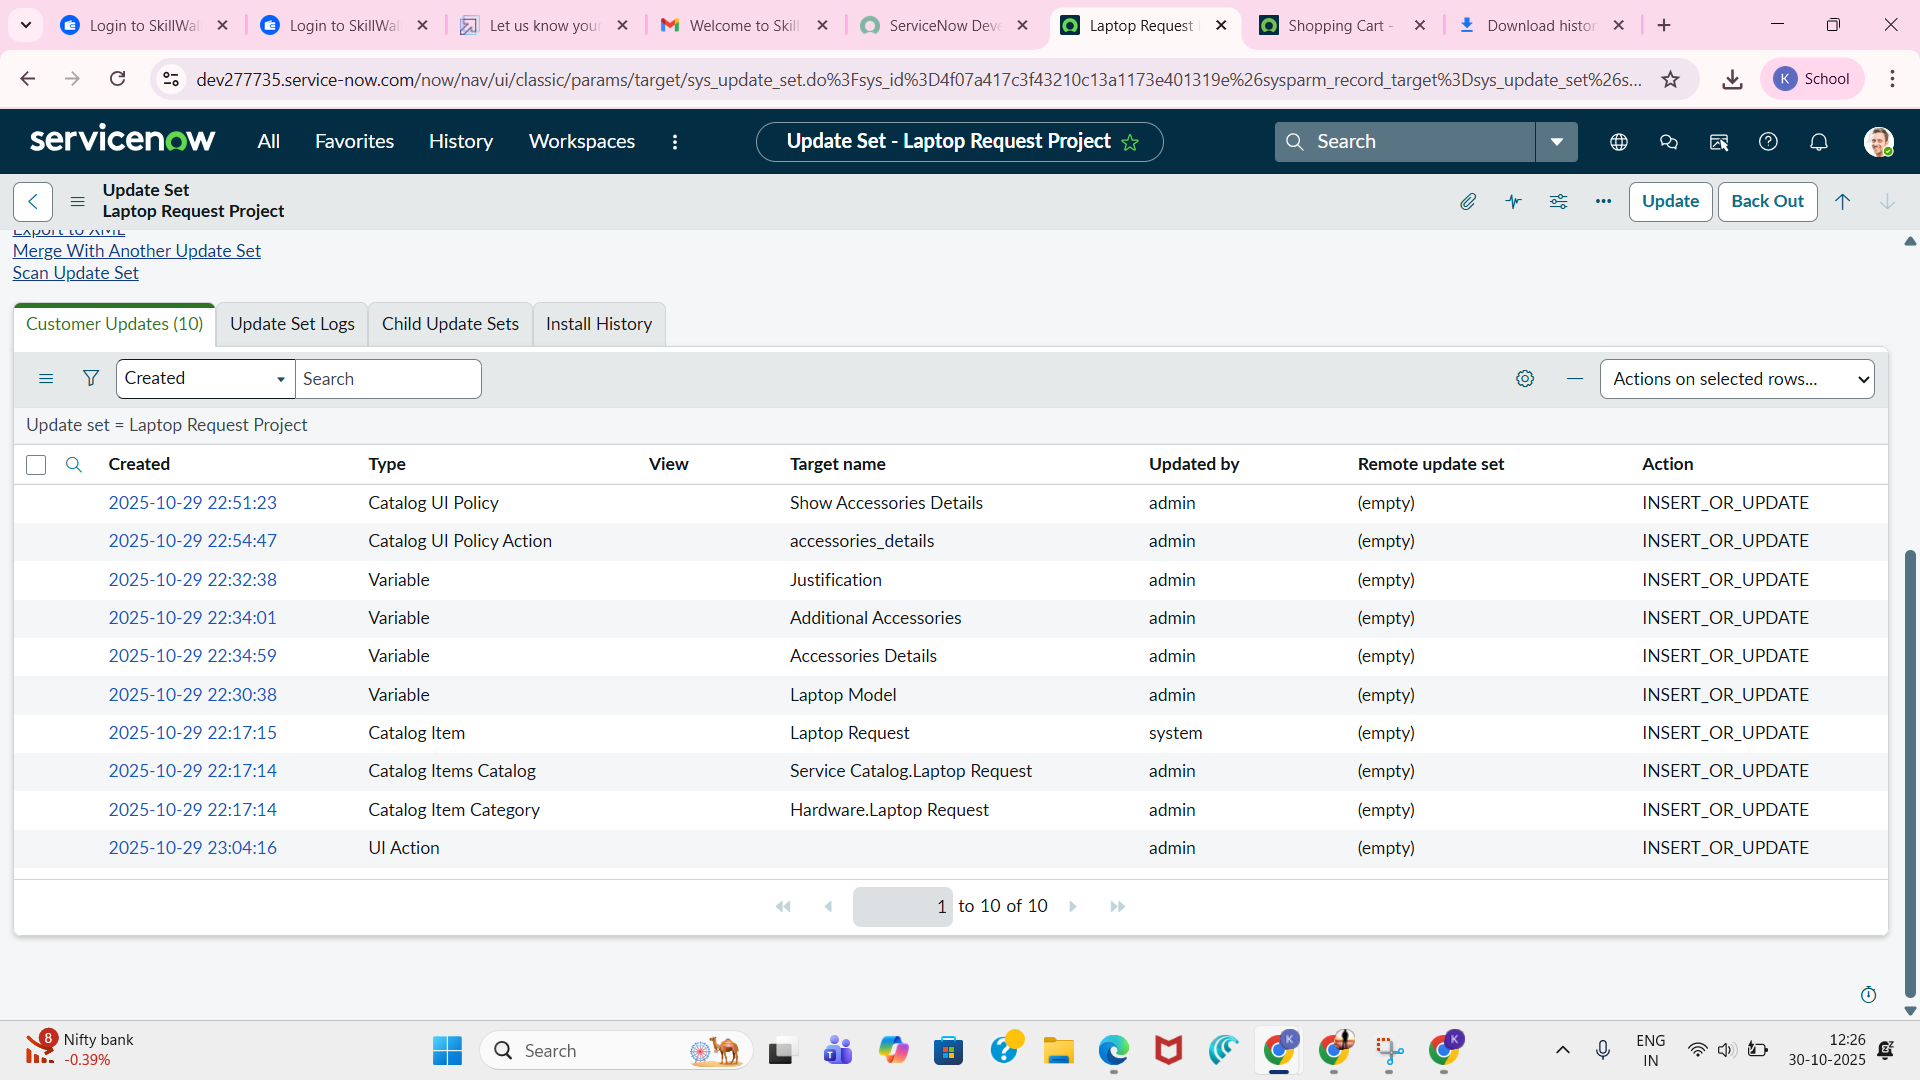 Login to SkillWal
Login to SkillWal
Let us know your
Welcome to Skill
ServiceNow Deve
Laptop Request
Shopping Cart -
Download histor
dev277735.service-now.com/now/nav/ui/classic/params/target/sys_update_set.do%3Fsys_id%3D4f07a417c3f43210c13a1173e401319e%26sysparm_record_target%3Dsys_update_set%26s...
K School
servicenow
All
Favorites
History
Workspaces
Update Set - Laptop Request Project
Search
Update Set
Laptop Request Project
Update
Back Out
Export to XML
Merge With Another Update Set
Scan Update Set
Customer Updates (10)
Update Set Logs
Child Update Sets
Install History
Created
Search
Actions on selected rows...
Update set = Laptop Request Project
Created Type View Target name Updated by Remote update set Action
2025-10-29 22:51:23 Catalog UI Policy Show Accessories Details admin (empty) INSERT_OR_UPDATE
2025-10-29 22:54:47 Catalog UI Policy Action accessories_details admin (empty) INSERT_OR_UPDATE
2025-10-29 22:32:38 Variable Justification admin (empty) INSERT_OR_UPDATE
2025-10-29 22:34:01 Variable Additional Accessories admin (empty) INSERT_OR_UPDATE
2025-10-29 22:34:59 Variable Accessories Details admin (empty) INSERT_OR_UPDATE
2025-10-29 22:30:38 Variable Laptop Model admin (empty) INSERT_OR_UPDATE
2025-10-29 22:17:15 Catalog Item Laptop Request system (empty) INSERT_OR_UPDATE
2025-10-29 22:17:14 Catalog Items Catalog Service Catalog.Laptop Request admin (empty) INSERT_OR_UPDATE
2025-10-29 22:17:14 Catalog Item Category Hardware.Laptop Request admin (empty) INSERT_OR_UPDATE
2025-10-29 23:04:16 UI Action admin (empty) INSERT_OR_UPDATE
1 to 10 of 10
8
Nifty bank
-0.39%
Search
ENG
IN
12:26
30-10-2025